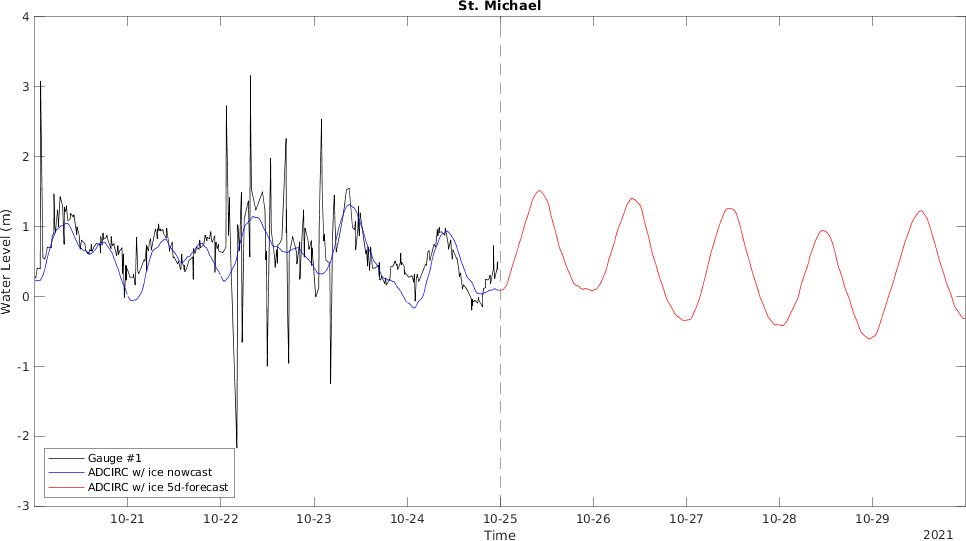 St. Michael
4
3
2
1
0
-1
-2
-3
Water Level (m)
Gauge #1
ADCIRC w/ ice nowcast
ADCIRC w/ ice 5d-forecast
10-21 10-22 10-23 10-24 10-25 10-26 10-27 10-28 10-29
Time
2021